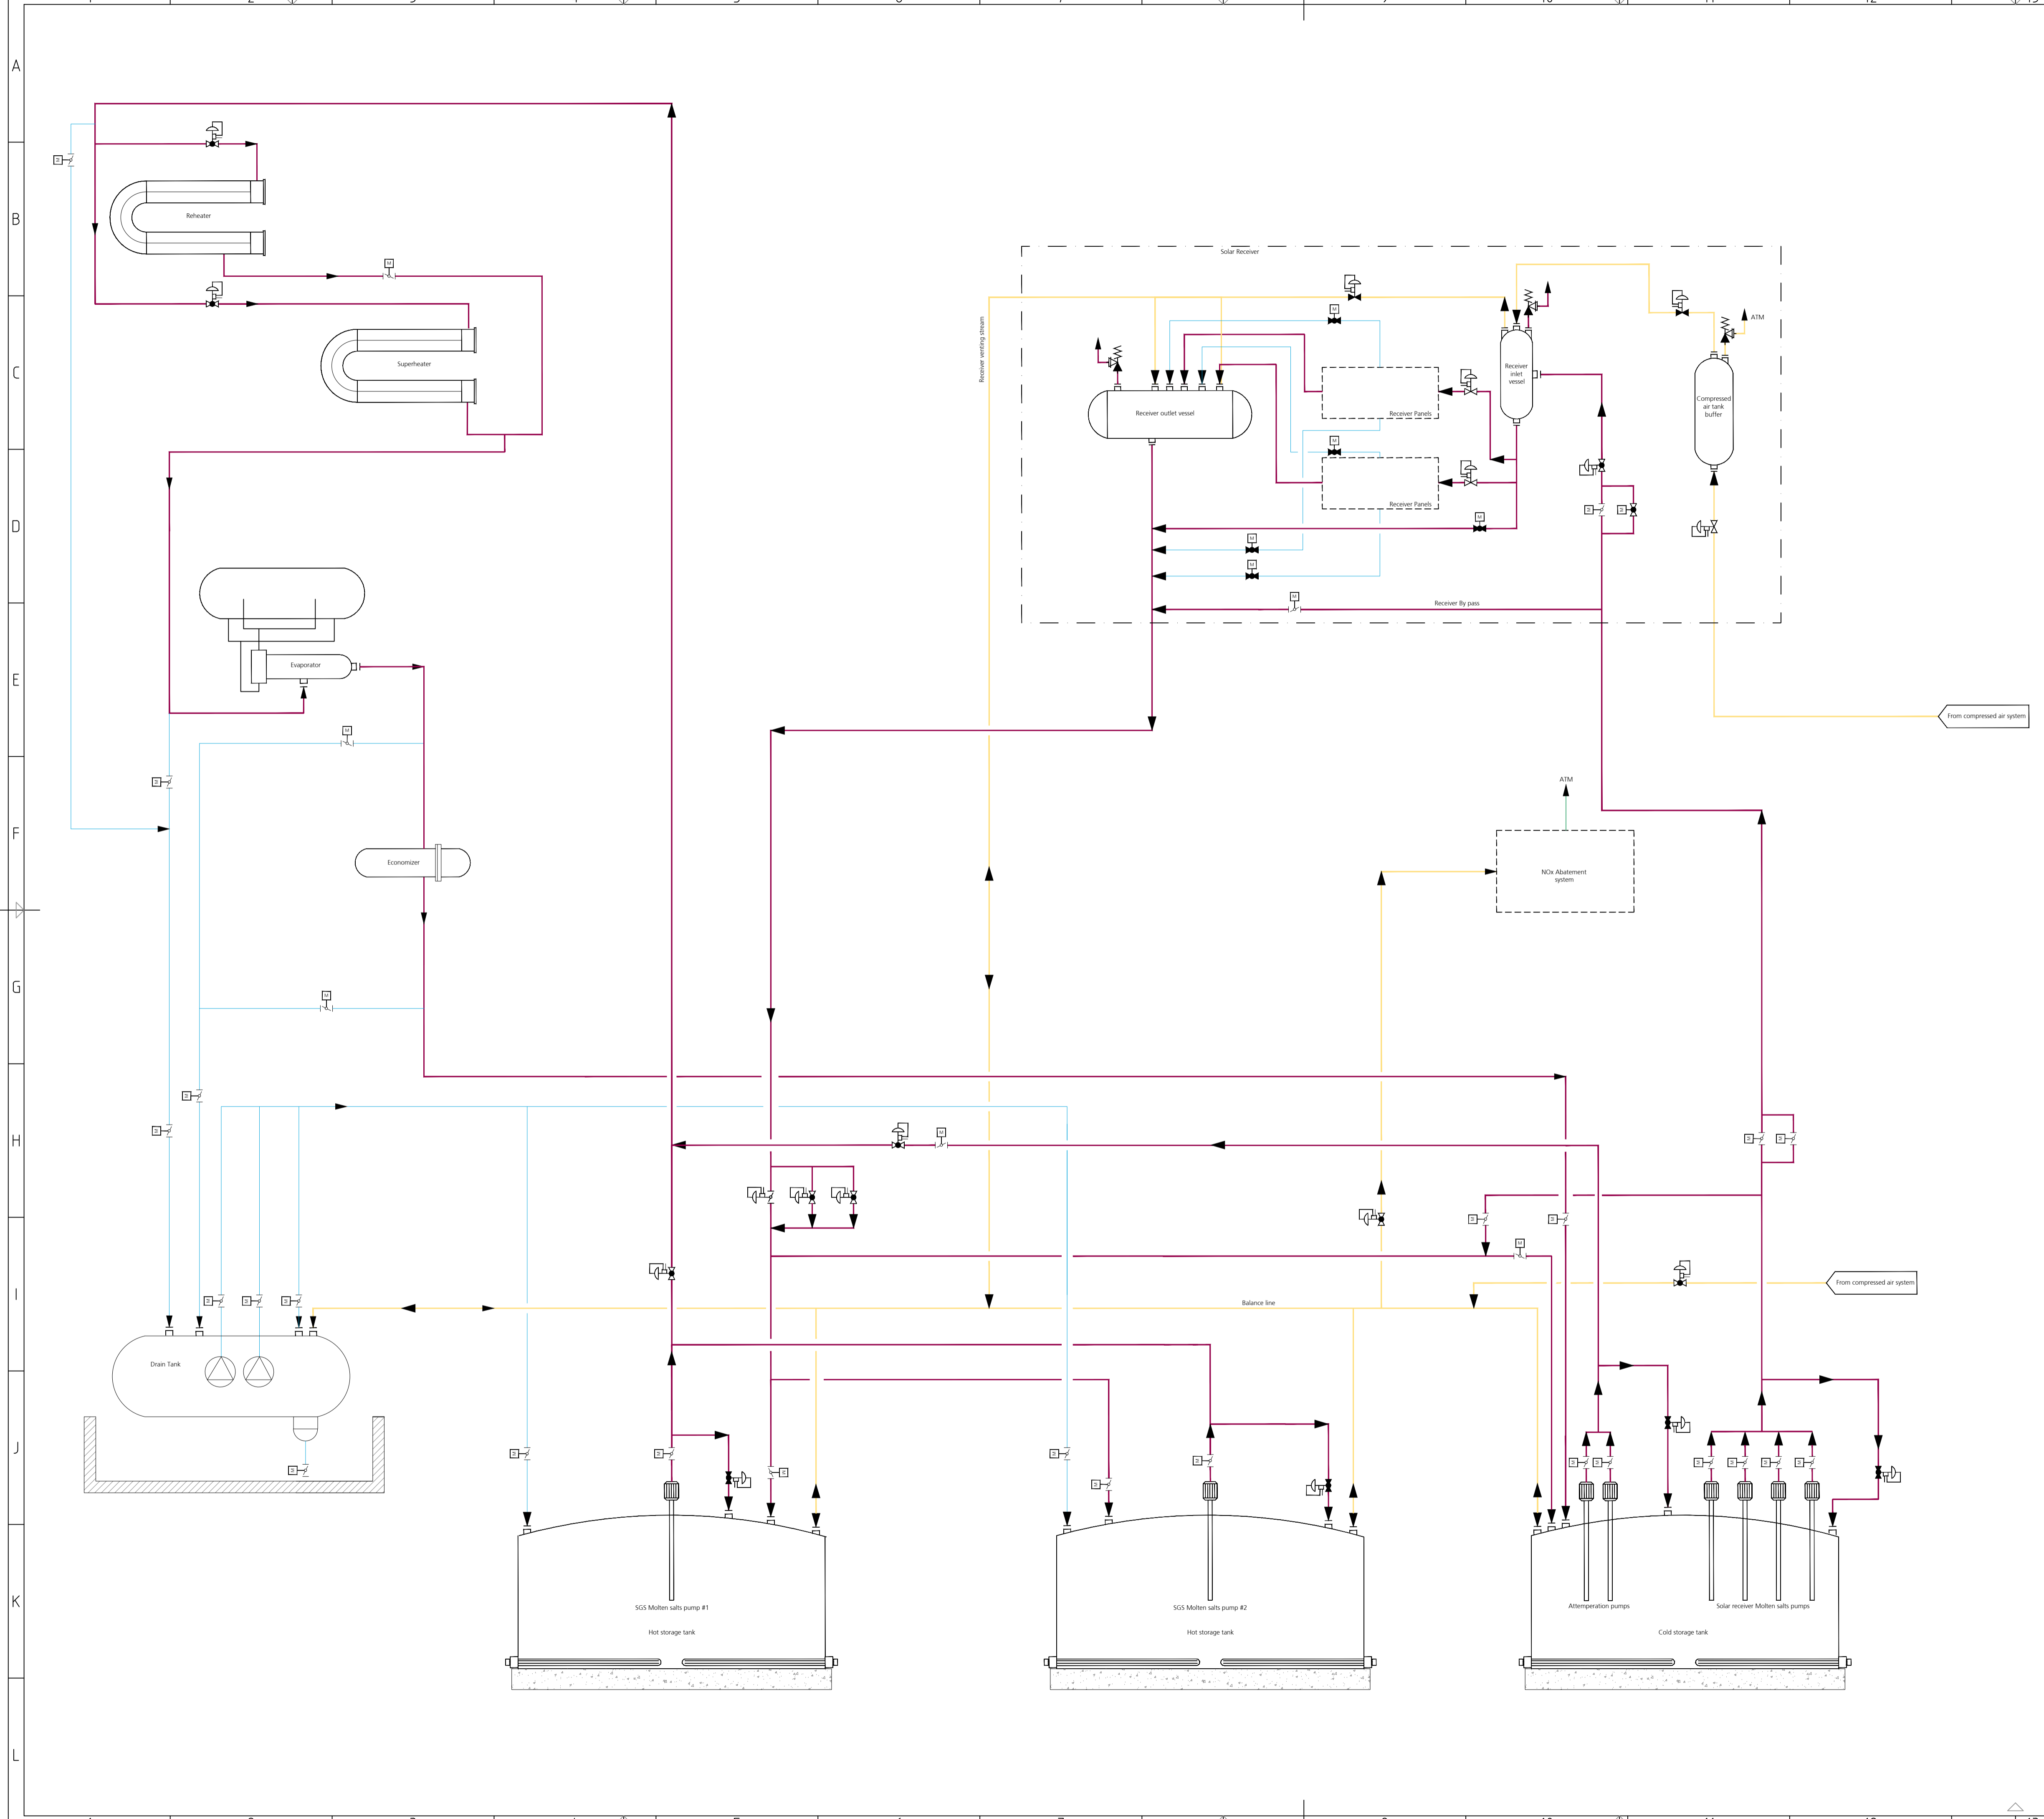 A
B
C
D
E
F
G
H
I
J
K
L
Reheater
Superheater
Evaporator
Economizer
Drain Tank
Solar Receiver
Receiver venting stream
Receiver outlet vessel
Receiver Panels
Receiver Panels
Receiver
inlet
vessel
Compressed
air tank
buffer
ATM
Receiver By pass
From compressed air system
ATM
NOx Abatement
system
From compressed air system
Balance line
SGS Molten salts pump #1
Hot storage tank
SGS Molten salts pump #2
Hot storage tank
Attemperation pumps
Solar receiver Molten salts pumps
Cold storage tank
M
M
M
M
M
M
M
M
M
M
M
M